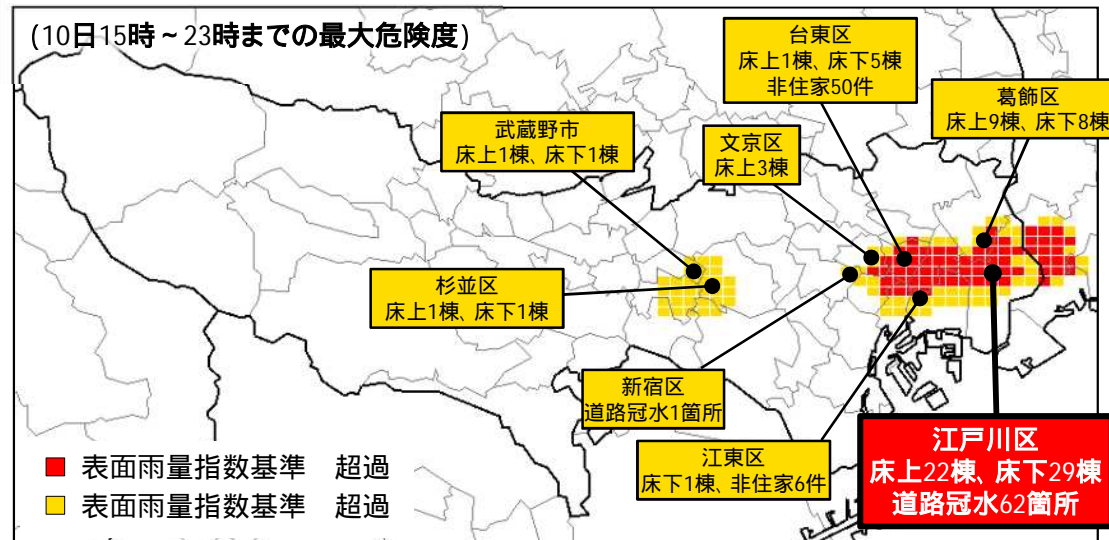 (10日15時~23時までの最大危険度)
台東区
床上1棟、床下5棟
非住家50件
葛飾区
床上9棟、床下8棟
武蔵野市
床上1棟、床下1棟
文京区
床上3棟
杉並区
床上1棟、床下1棟
新宿区
道路冠水1箇所
江東区
床下1棟、非住家6件
江戸川区
床上22棟、床下29棟
道路冠水62箇所
表面雨量指数基準 超過
表面雨量指数基準 超過